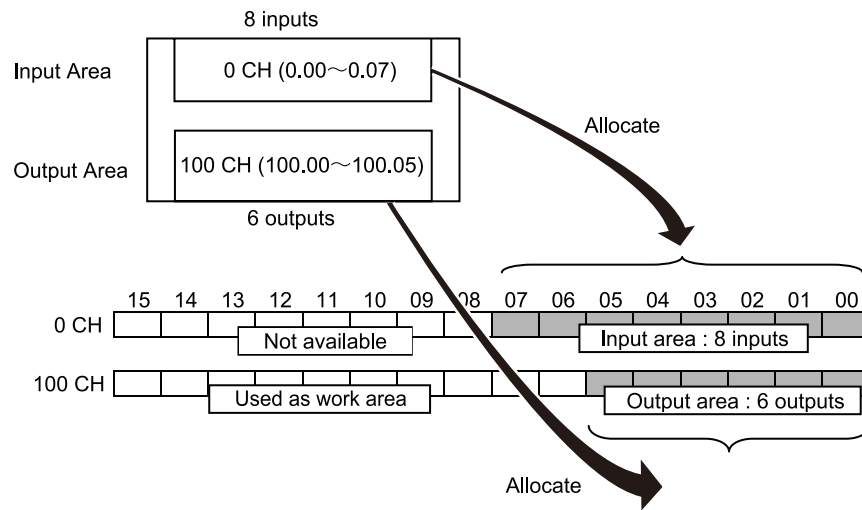 8 inputs
Input Area
0 CH (0.00～0.07)
Allocate
Output Area
100 CH (100.00～100.05)
6 outputs
15 14 13 12 11 10 09 08 07 06 05 04 03 02 01 00
0 CH
Not available
Input area : 8 inputs
100 CH
Used as work area
Output area : 6 outputs
Allocate